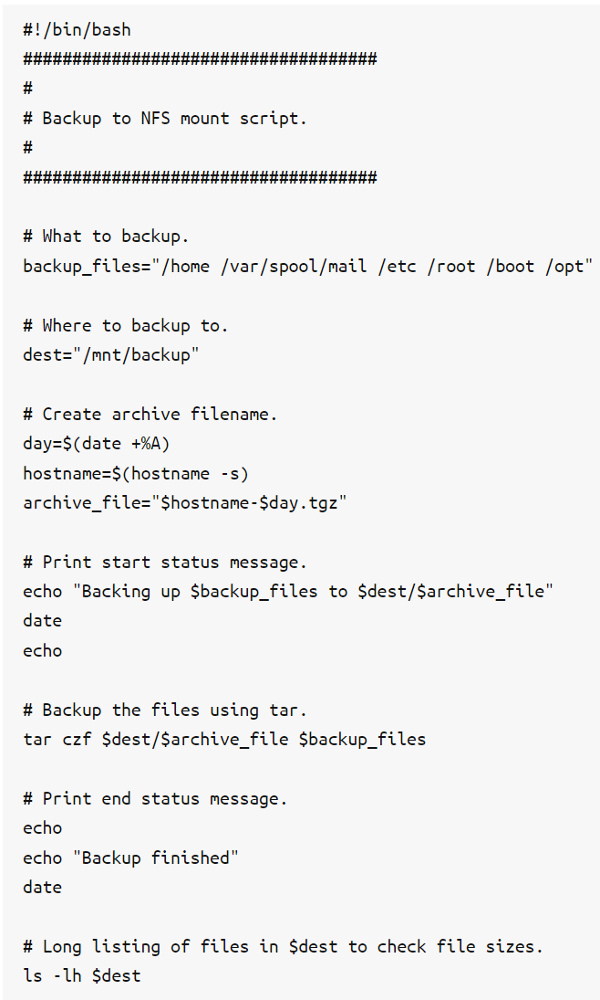 #!/bin/bash
####################################
#
# Backup to NFS mount script.
#
####################################
# What to backup.
backup_files="/home /var/spool/mail /etc /root /boot /opt"
# Where to backup to.
dest="/mnt/backup"
# Create archive filename.
day=$(date +%A)
hostname=$(hostname -s)
archive_file="$hostname-$day.tgz"
# Print start status message.
echo "Backing up $backup_files to $dest/$archive_file"
date
echo
# Backup the files using tar.
tar czf $dest/$archive_file $backup_files
# Print end status message.
echo
echo "Backup finished"
date
# Long listing of files in $dest to check file sizes.
ls -lh $dest